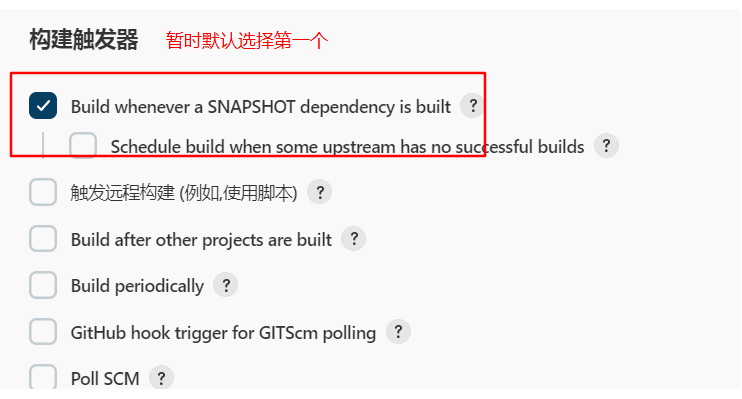 构建触发器 暂时默认选择第一个
Build whenever a SNAPSHOT dependency is built ?
Schedule build when some upstream has no successful builds ?
触发远程构建 (例如,使用脚本) ?
Build after other projects are built ?
Build periodically ?
GitHub hook trigger for GITScm polling ?
Poll SCM ?